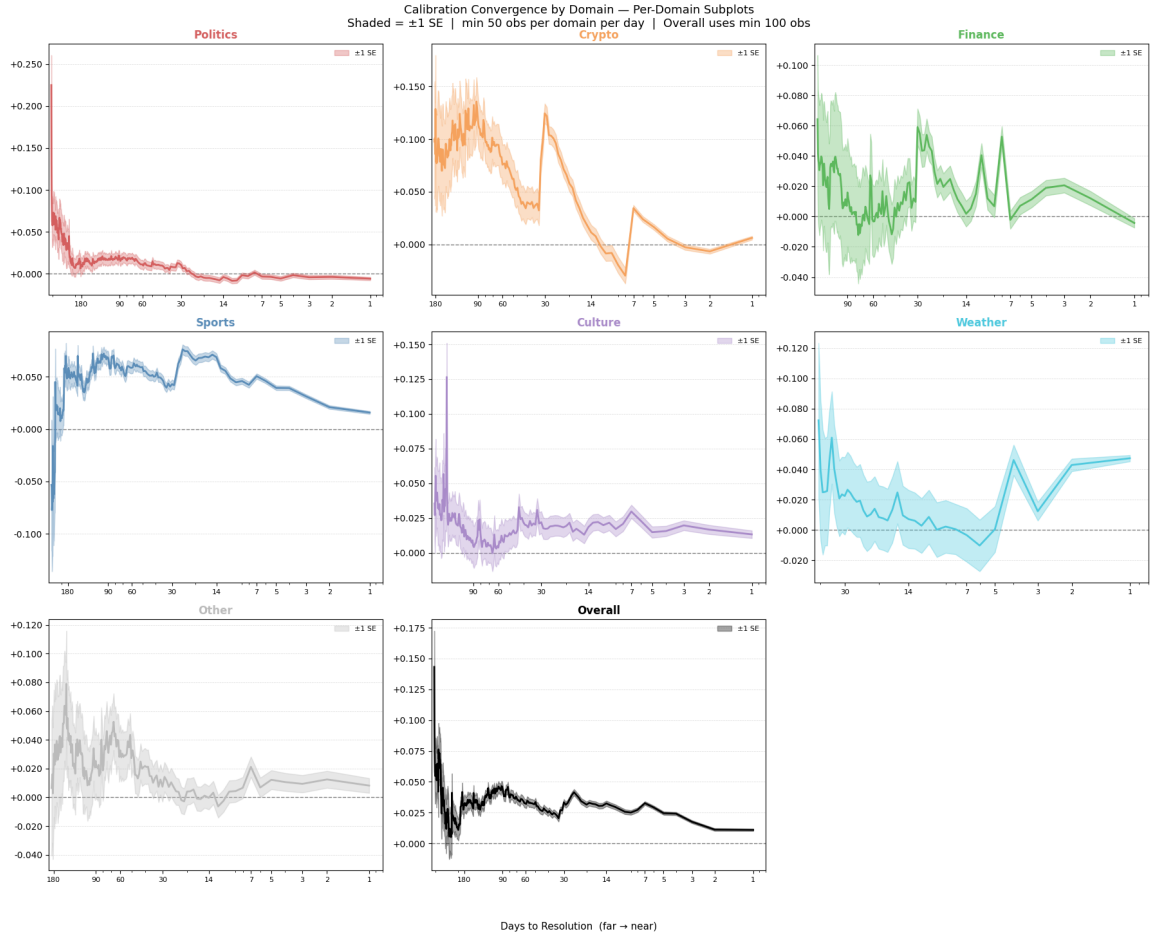 Calibration Convergence by Domain — Per-Domain Subplots
Shaded = ±1 SE | min 50 obs per domain per day | Overall uses min 100 obs
Politics
±1 SE
+0.250
+0.200
+0.150
+0.100
+0.050
+0.000
180 90 60 30 14 7 5 3 2 1
Crypto
±1 SE
+0.150
+0.100
+0.050
+0.000
180 90 60 30 14 7 5 3 2 1
Finance
±1 SE
+0.100
+0.080
+0.060
+0.040
+0.020
+0.000
-0.020
-0.040
90 60 30 14 7 5 3 2 1
Sports
±1 SE
+0.050
+0.000
-0.050
-0.100
180 90 60 30 14 7 5 3 2 1
Culture
±1 SE
+0.150
+0.125
+0.100
+0.075
+0.050
+0.025
+0.000
90 60 30 14 7 5 3 2 1
Weather
±1 SE
+0.120
+0.100
+0.080
+0.060
+0.040
+0.020
+0.000
-0.020
30 14 7 5 3 2 1
Other
±1 SE
+0.120
+0.100
+0.080
+0.060
+0.040
+0.020
+0.000
-0.020
-0.040
180 90 60 30 14 7 5 3 2 1
Overall
±1 SE
+0.175
+0.150
+0.125
+0.100
+0.075
+0.050
+0.025
+0.000
180 90 60 30 14 7 5 3 2 1
Days to Resolution (far → near)